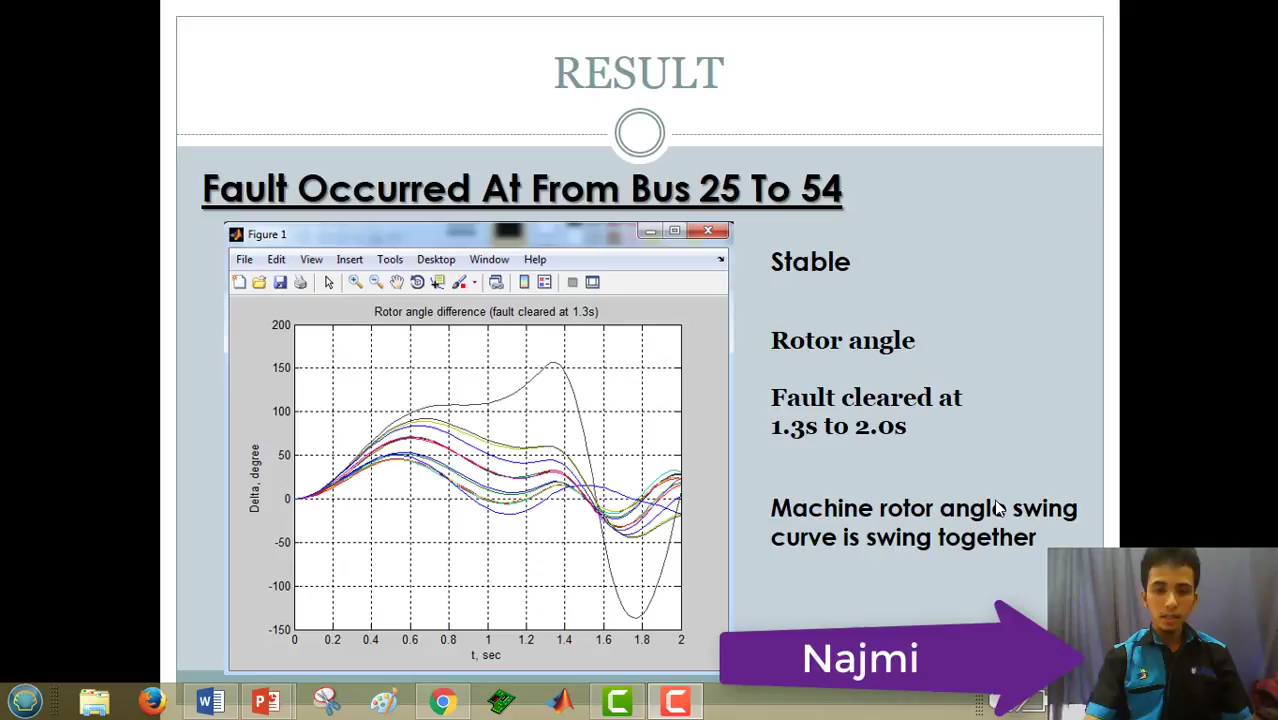 RESULT
Fault Occurred At From Bus 25 To 54
Figure 1
File Edit View Insert Tools Desktop Window Help
Rotor angle difference (fault cleared at 1.3s)
200
150
100
50
0
-50
-100
-150
Delta, degree
0 0.2 0.4 0.6 0.8 1 1.2 1.4 1.6 1.8 2
t, sec
Stable
Rotor angle
Fault cleared at
1.3s to 2.0s
Machine rotor angle swing
curve is swing together
Najmi